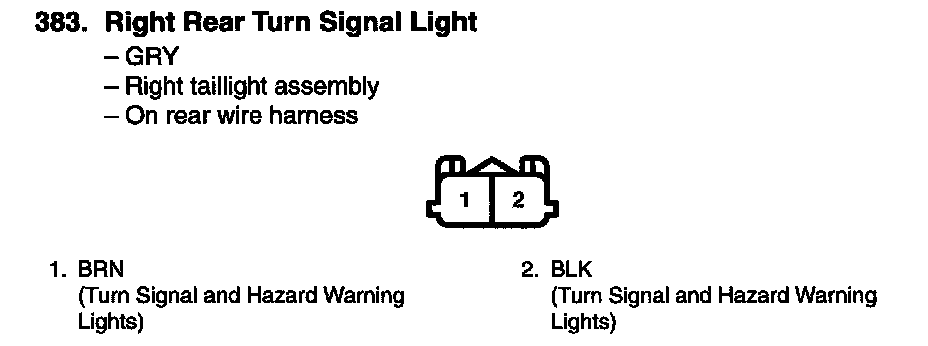 383. Right Rear Turn Signal Light
– GRY
– Right taillight assembly
– On rear wire harness
1 2
1. BRN
(Turn Signal and Hazard Warning
Lights)
2. BLK
(Turn Signal and Hazard Warning
Lights)